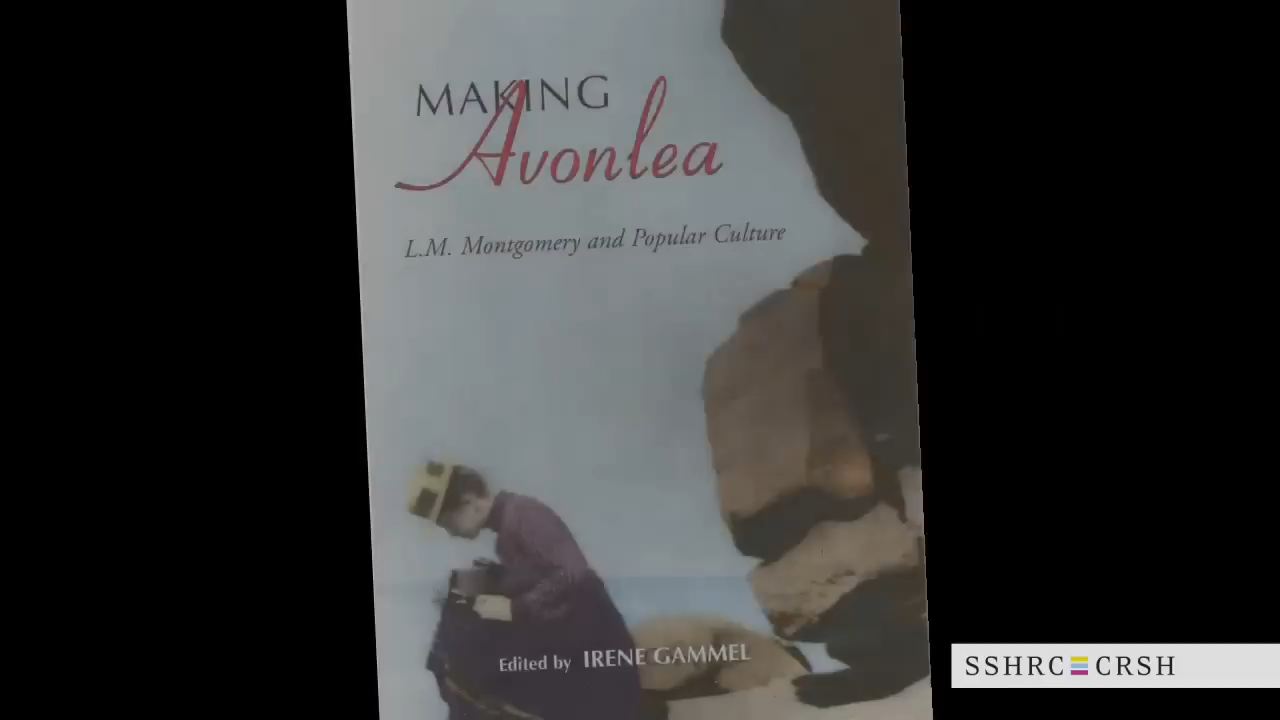 MAKING
Avonlea
L.M. Montgomery and Popular Culture
Edited by IRENE GAMMEL
SSHRC CRSH